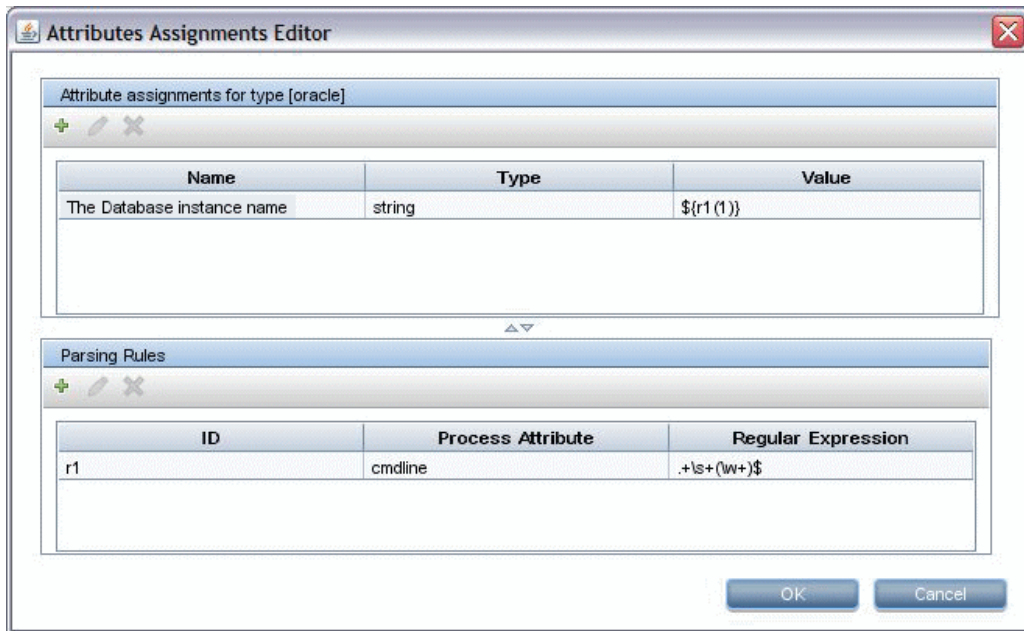 Attributes Assignments Editor
Attribute assignments for type [oracle]
Name Type Value
The Database instance name string ${r1(1)}
Parsing Rules
ID Process Attribute Regular Expression
r1 cmdline .+\s+(\w+)$
OK Cancel